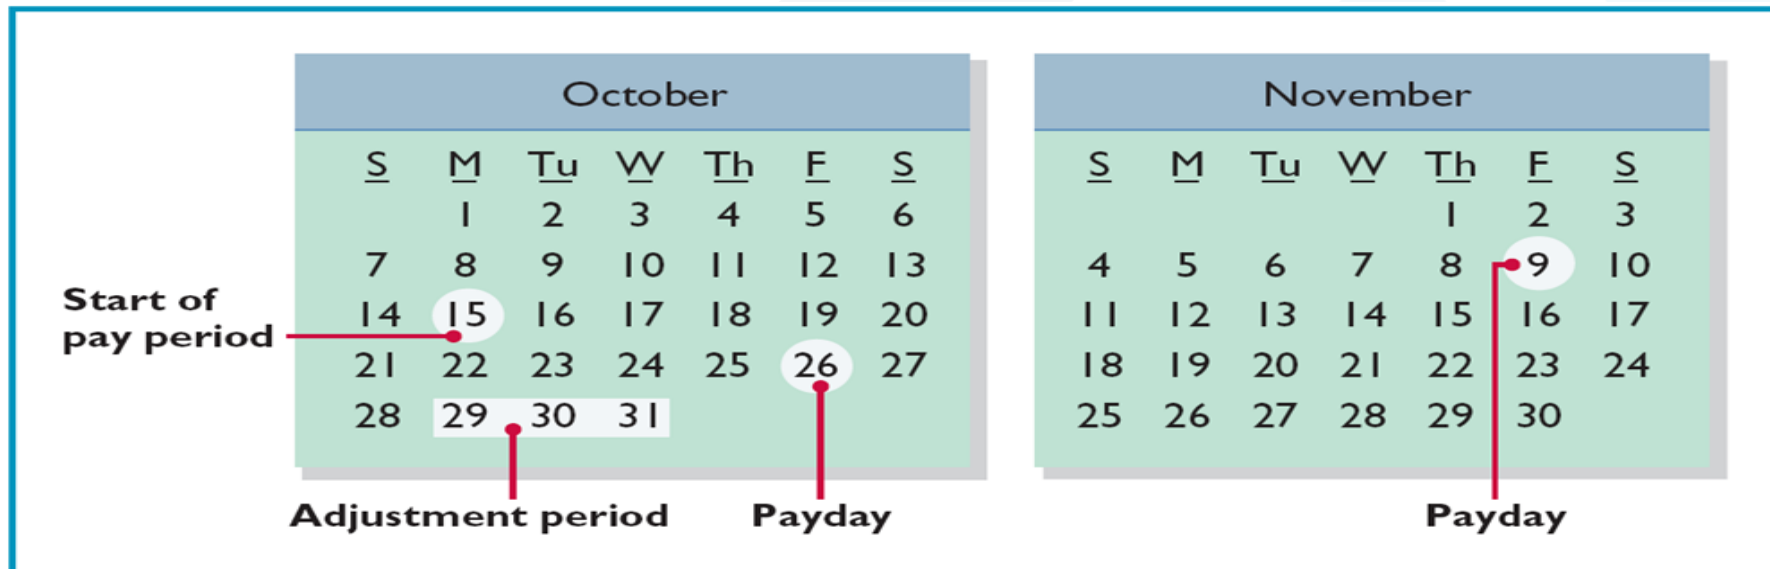 October
S M Tu W Th F S
1 2 3 4 5 6
7 8 9 10 11 12 13
14 15 16 17 18 19 20
21 22 23 24 25 26 27
28 29 30 31
Start of
pay period
Adjustment period
Payday
November
S M Tu W Th F S
1 2 3
4 5 6 7 8 9 10
11 12 13 14 15 16 17
18 19 20 21 22 23 24
25 26 27 28 29 30
Payday